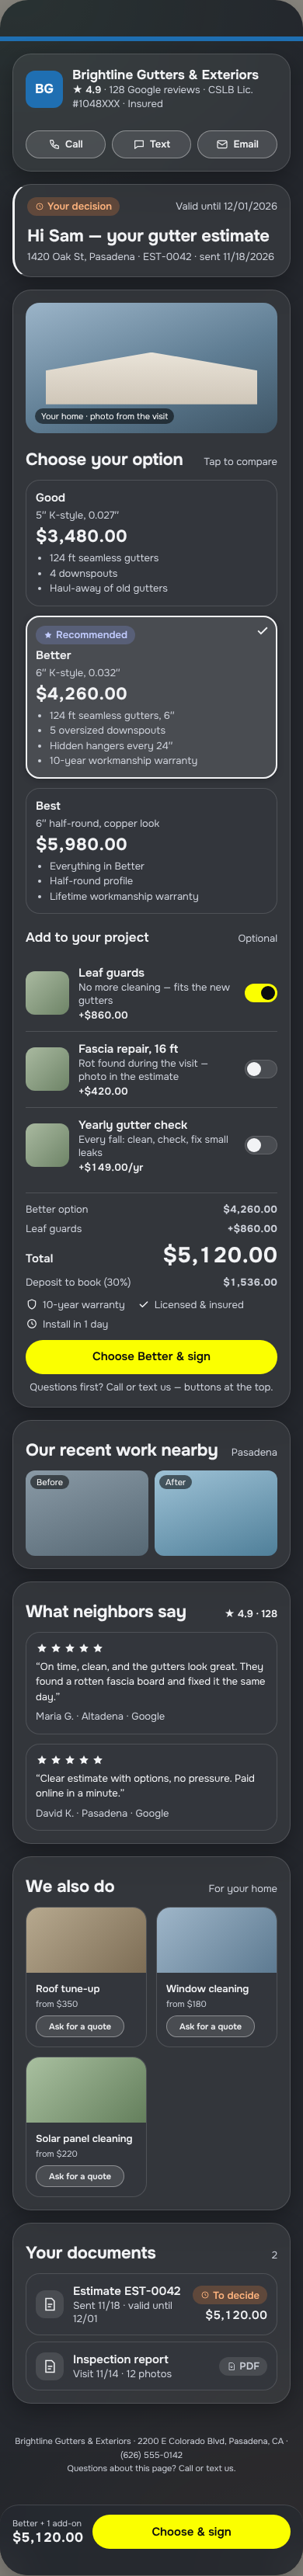 BG
Brightline Gutters & Exteriors
★ 4.9 · 128 Google reviews · CSLB Lic.
#1048XXX · Insured
Call
Text
Email
Your decision
Valid until 12/01/2026
Hi Sam — your gutter estimate
1420 Oak St, Pasadena · EST-0042 · sent 11/18/2026
Your home · photo from the visit
Choose your option
Tap to compare
Good
5" K-style, 0.027"
$3,480.00
• 124 ft seamless gutters
• 4 downspouts
• Haul-away of old gutters
★ Recommended
Better
6" K-style, 0.032"
$4,260.00
• 124 ft seamless gutters, 6"
• 5 oversized downspouts
• Hidden hangers every 24"
• 10-year workmanship warranty
Best
6" half-round, copper look
$5,980.00
• Everything in Better
• Half-round profile
• Lifetime workmanship warranty
Add to your project
Optional
Leaf guards
No more cleaning — fits the new
gutters
+$860.00
Fascia repair, 16 ft
Rot found during the visit —
photo in the estimate
+$420.00
Yearly gutter check
Every fall: clean, check, fix small
leaks
+$149.00/yr
Better option
$4,260.00
Leaf guards
+$860.00
Total
$5,120.00
Deposit to book (30%)
$1,536.00
10-year warranty
Licensed & insured
Install in 1 day
Choose Better & sign
Questions first? Call or text us — buttons at the top.
Our recent work nearby
Pasadena
Before
After
What neighbors say
★ 4.9 · 128
★★★★★
"On time, clean, and the gutters look great. They
found a rotten fascia board and fixed it the same
day."
Maria G. · Altadena · Google
★★★★★
"Clear estimate with options, no pressure. Paid
online in a minute."
David K. · Pasadena · Google
We also do
For your home
Roof tune-up
from $350
Ask for a quote
Window cleaning
from $180
Ask for a quote
Solar panel cleaning
from $220
Ask for a quote
Your documents
2
Estimate EST-0042
Sent 11/18 · valid until
12/01
To decide
$5,120.00
Inspection report
Visit 11/14 · 12 photos
PDF
Brightline Gutters & Exteriors · 2200 E Colorado Blvd, Pasadena, CA ·
(626) 555-0142
Questions about this page? Call or text us.
Better + 1 add-on
$5,120.00
Choose & sign